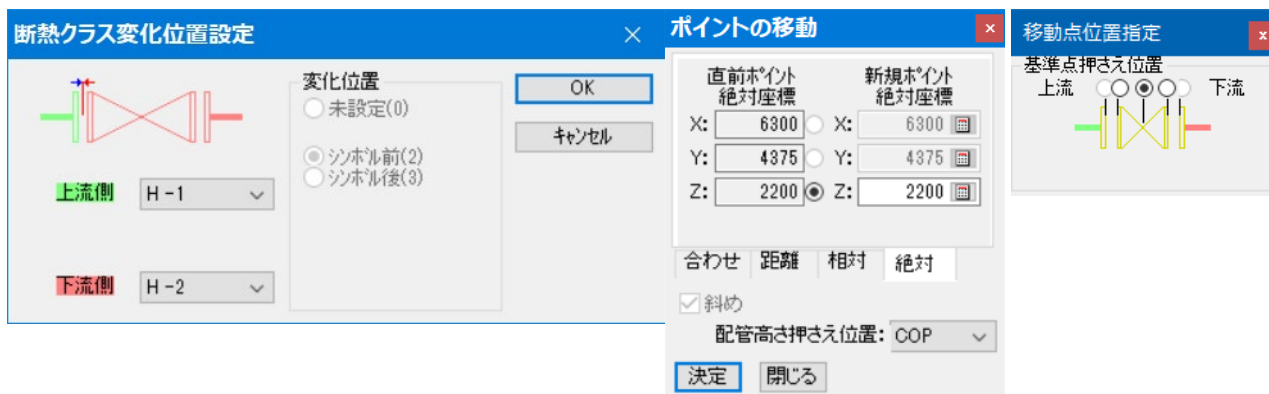 断熱クラス変化位置設定
変化位置
未設定(0)
シンボル前(2)
シンボル後(3)
上流側
H-1
下流側
H-2
OK
キャンセル
ポイントの移動
直前ポイント
絶対座標
新規ポイント
絶対座標
X: 6300 X: 6300
Y: 4375 Y: 4375
Z: 2200 Z: 2200
合わせ 距離 相対 絶対
斜め
配管高さ押さえ位置: COP
決定 閉じる
移動点位置指定
基準点押さえ位置
上流 下流